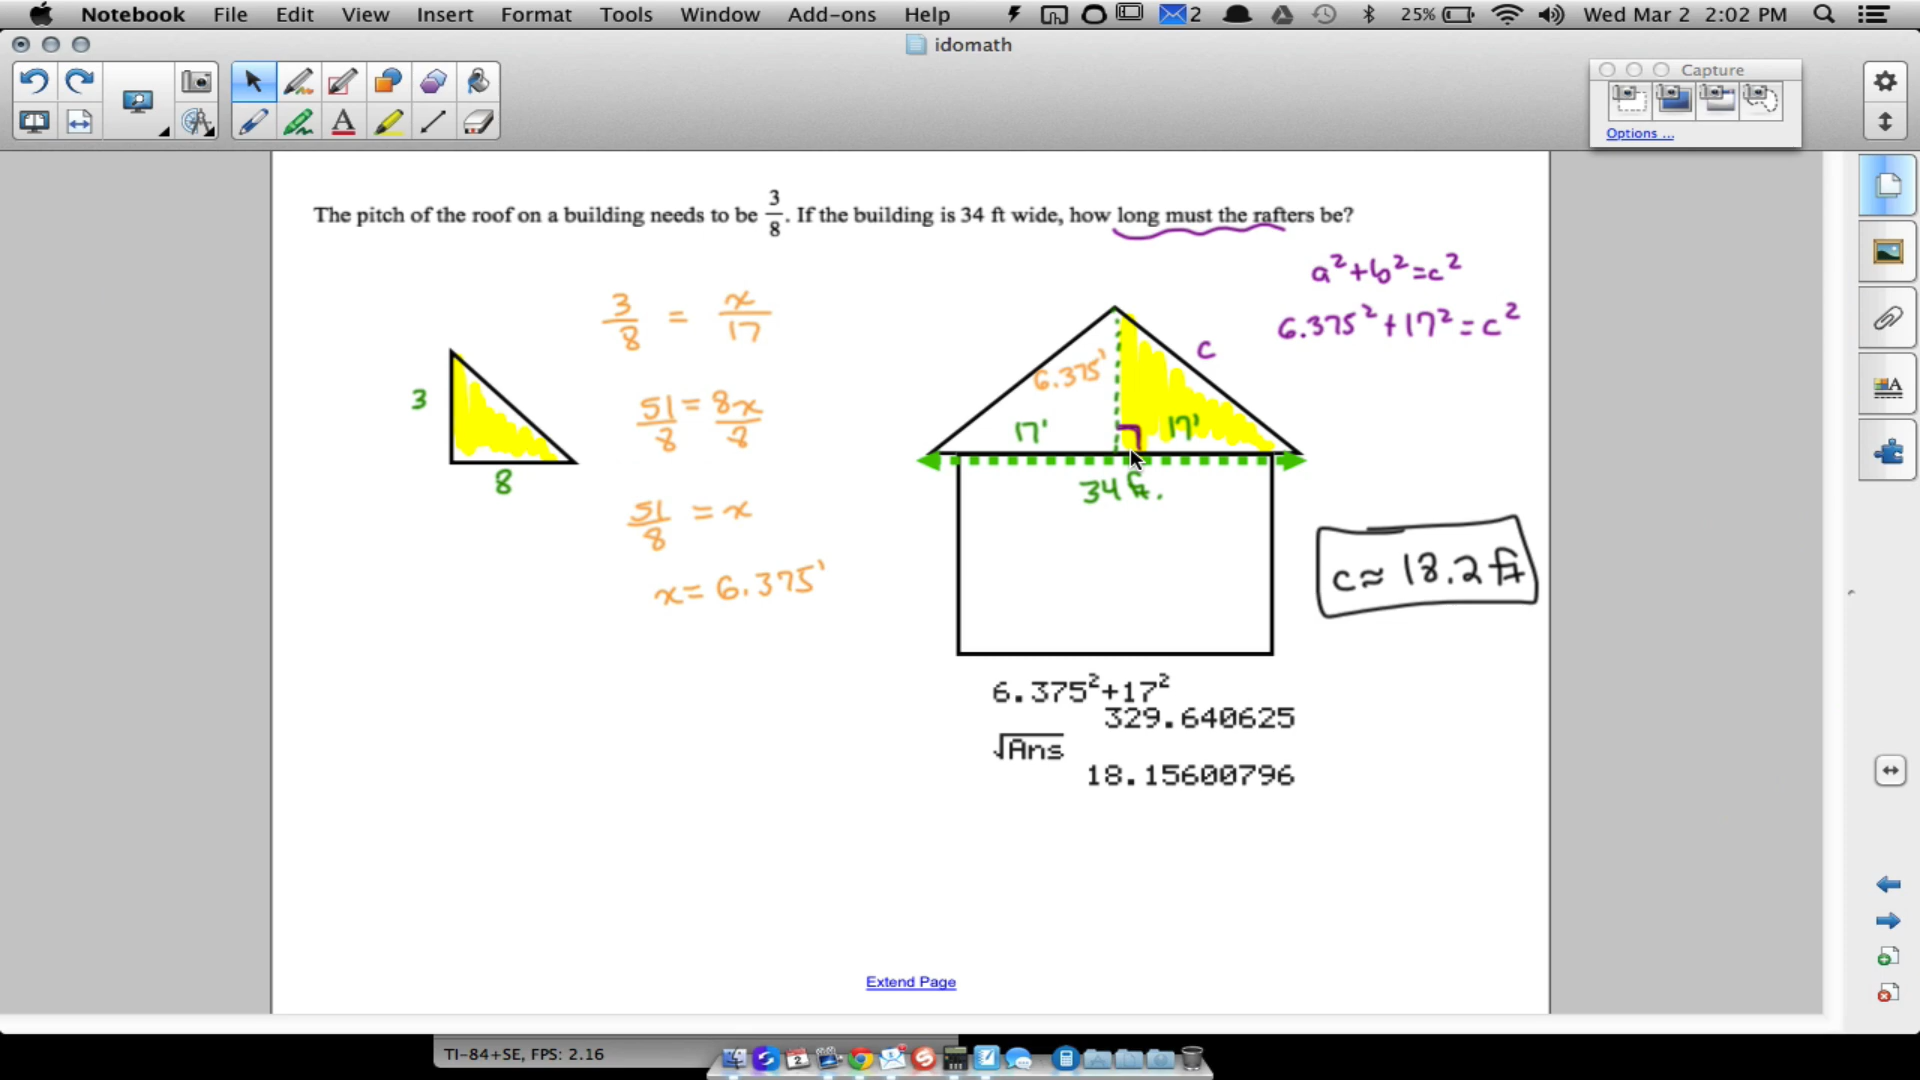 Notebook File Edit View Insert Format Tools Window Add-ons Help 2 25% Wed Mar 2 2:02 PM
idomath
Capture
Options ...
The pitch of the roof on a building needs to be 3/8. If the building is 34 ft wide, how long must the rafters be?
3
8
3/8 = x/17
51/8 = 8x/8
51/8 = x
x = 6.375'
6.375'
17'
17'
c
34 ft.
a²+b²=c²
6.375²+17²=c²
c≈ 18.2 ft
6.375²+17²
329.640625
√Ans
18.15600796
Extend Page
TI-84+SE, FPS: 2.16